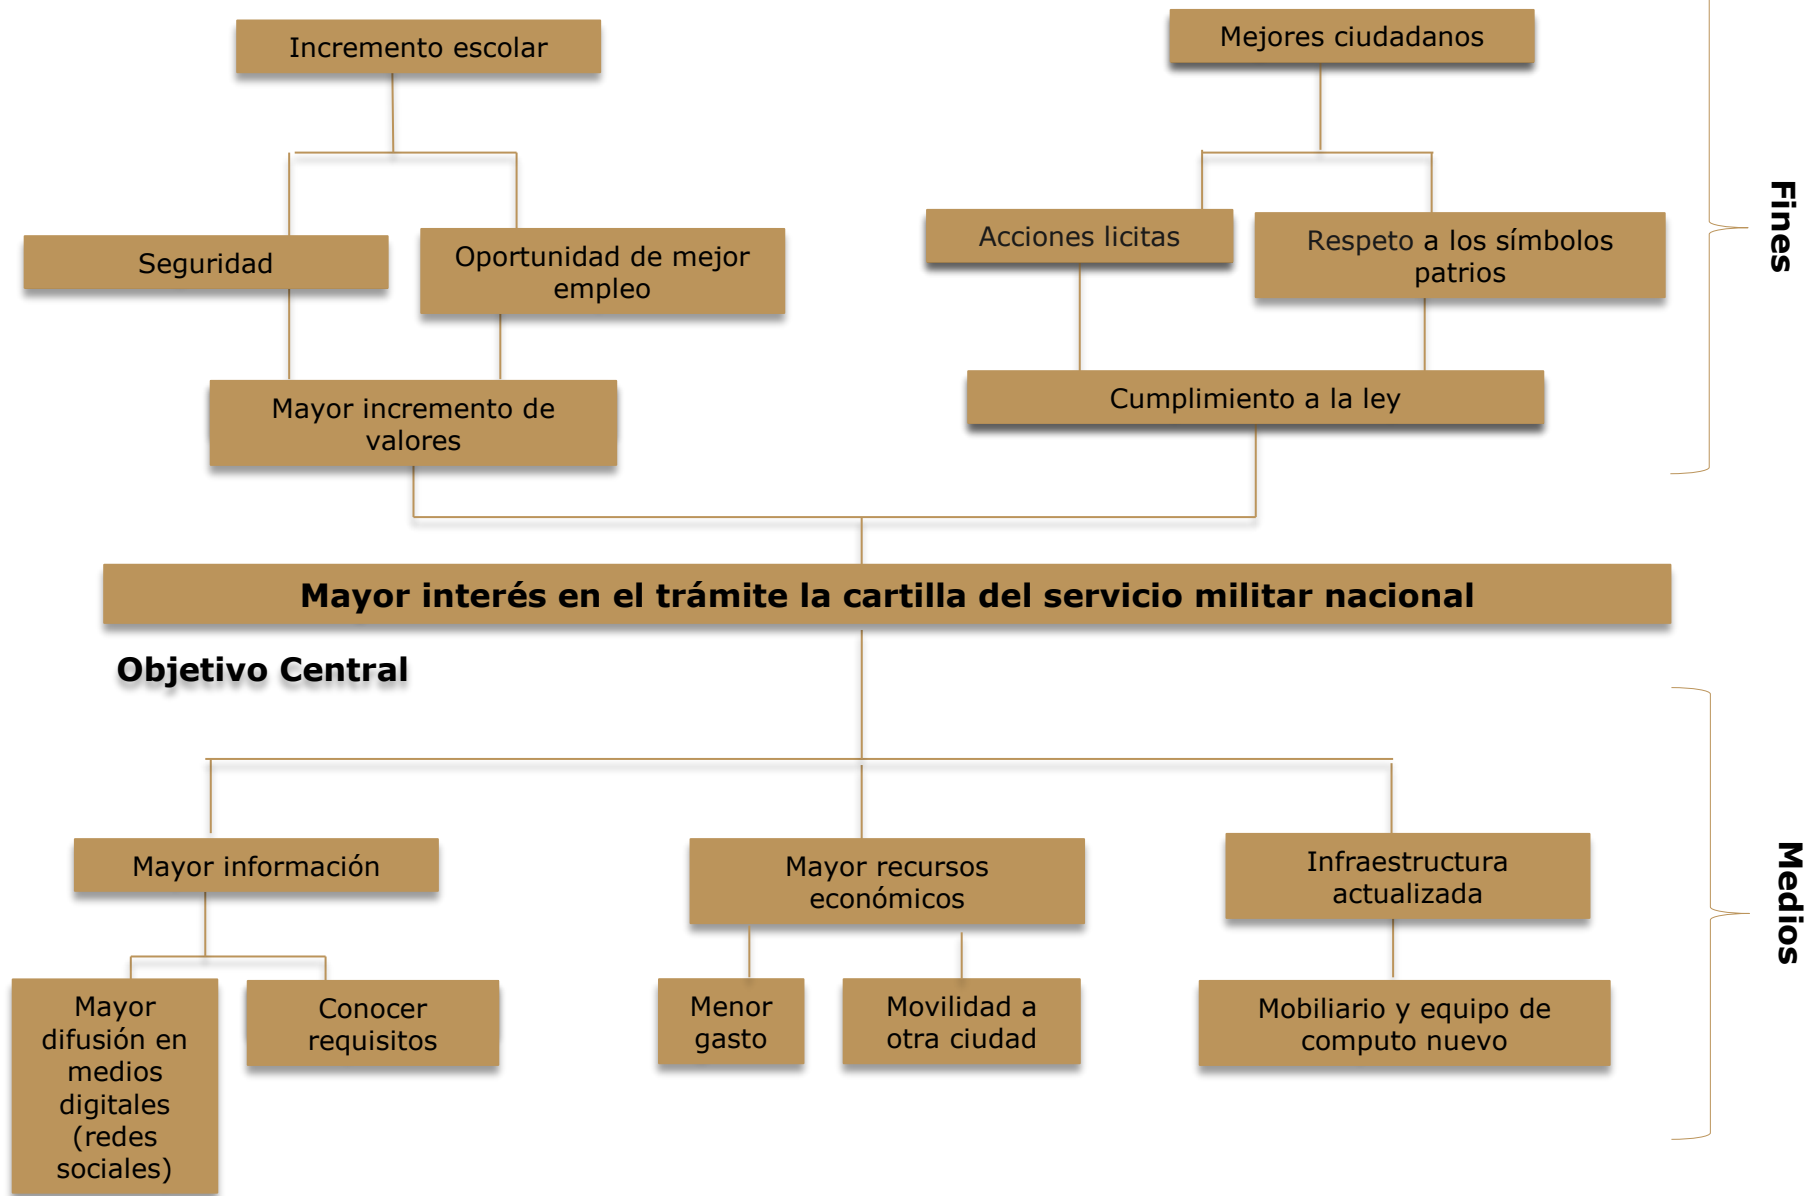 Incremento escolar
Mejores ciudadanos
Fines
Seguridad
Oportunidad de mejor
empleo
Acciones licitas
Respeto a los símbolos
patrios
Mayor incremento de
valores
Cumplimiento a la ley
Mayor interés en el trámite la cartilla del servicio militar nacional
Objetivo Central
Medios
Mayor información
Mayor recursos
económicos
Infraestructura
actualizada
Mayor
difusión en
medios
digitales
(redes
sociales)
Conocer
requisitos
Menor
gasto
Movilidad a
otra ciudad
Mobiliario y equipo de
computo nuevo